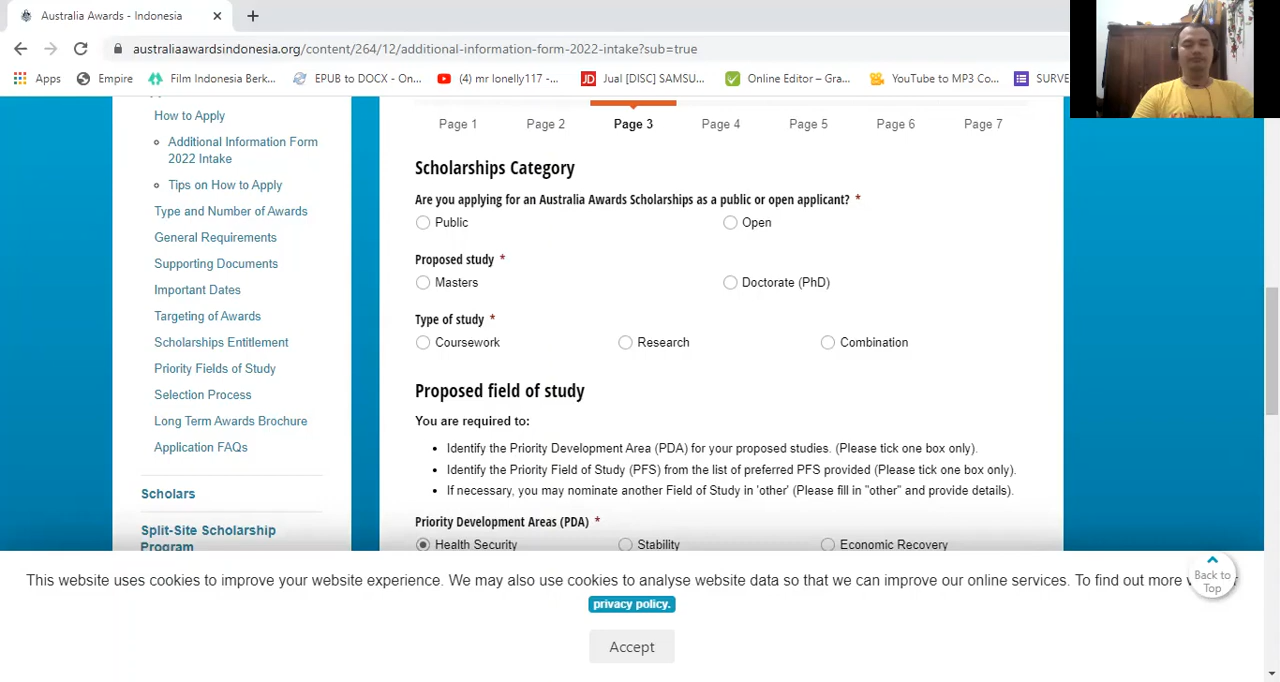 Australia Awards - Indonesia
australiaawardsindonesia.org/content/264/12/additional-information-form-2022-intake?sub=true
Apps
Empire
Film Indonesia Berk...
EPUB to DOCX - On...
(4) mr lonelly117 -...
JD
Jual [DISC] SAMSU...
Online Editor – Gra...
YouTube to MP3 Co...
SURVE
How to Apply
Additional Information Form
2022 Intake
Tips on How to Apply
Type and Number of Awards
General Requirements
Supporting Documents
Important Dates
Targeting of Awards
Scholarships Entitlement
Priority Fields of Study
Selection Process
Long Term Awards Brochure
Application FAQs
Scholars
Split-Site Scholarship
Program
Page 1 Page 2 Page 3 Page 4 Page 5 Page 6 Page 7
Scholarships Category
Are you applying for an Australia Awards Scholarships as a public or open applicant? *
Public Open
Proposed study *
Masters Doctorate (PhD)
Type of study *
Coursework Research Combination
Proposed field of study
You are required to:
Identify the Priority Development Area (PDA) for your proposed studies. (Please tick one box only).
Identify the Priority Field of Study (PFS) from the list of preferred PFS provided (Please tick one box only).
If necessary, you may nominate another Field of Study in 'other' (Please fill in "other" and provide details).
Priority Development Areas (PDA) *
Health Security Stability Economic Recovery
This website uses cookies to improve your website experience. We may also use cookies to analyse website data so that we can improve our online services. To find out more
privacy policy.
Accept
Back to
Top